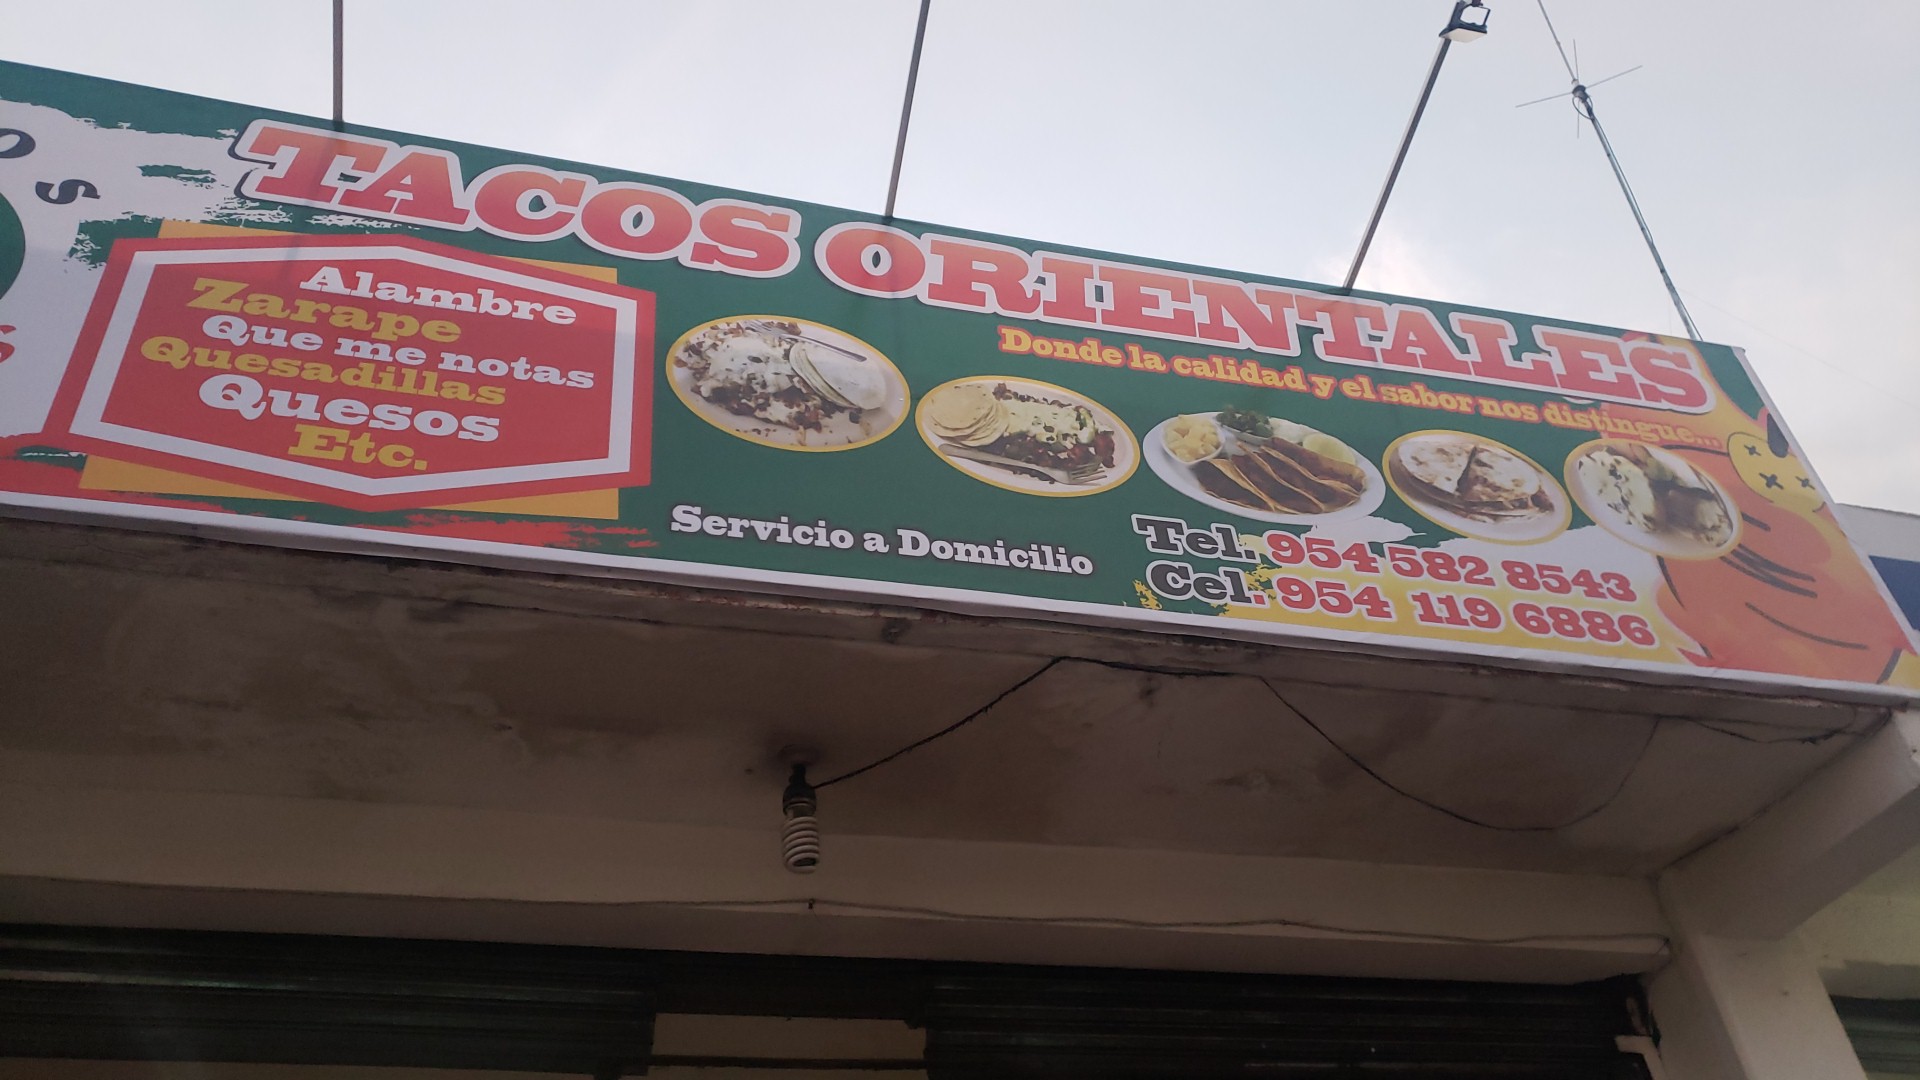 TACOS ORIENTALES
Donde la calidad y el sabor nos distingue...
Alambre
Zarape
Que me notas
Quesadillas
Quesos
Etc.
Servicio a Domicilio
Tel. 954 582 8543
Cel. 954 119 6886